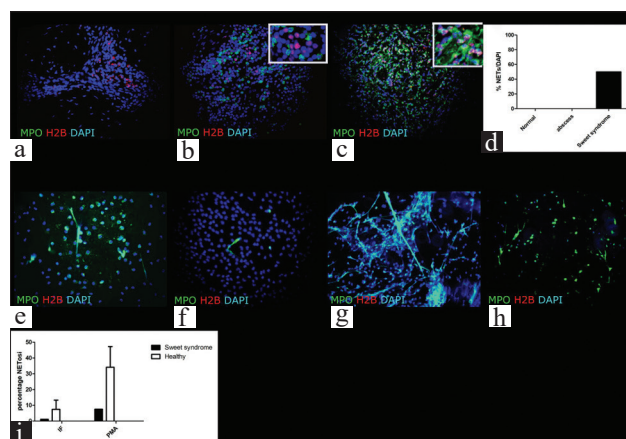 MPO H2B DAPI
a
MPO H2B DAPI
b
MPO H2B DAPI
c
% NETs/DAPI
100
80
60
40
20
0
Normal
abscess
Sweet syndrome
d
MPO H2B DAPI
e
MPO H2B DAPI
f
MPO H2B DAPI
g
MPO H2B DAPI
h
percentage NETosi
50
40
30
20
10
0
IF
PMA
Sweet syndrome
Healthy
i